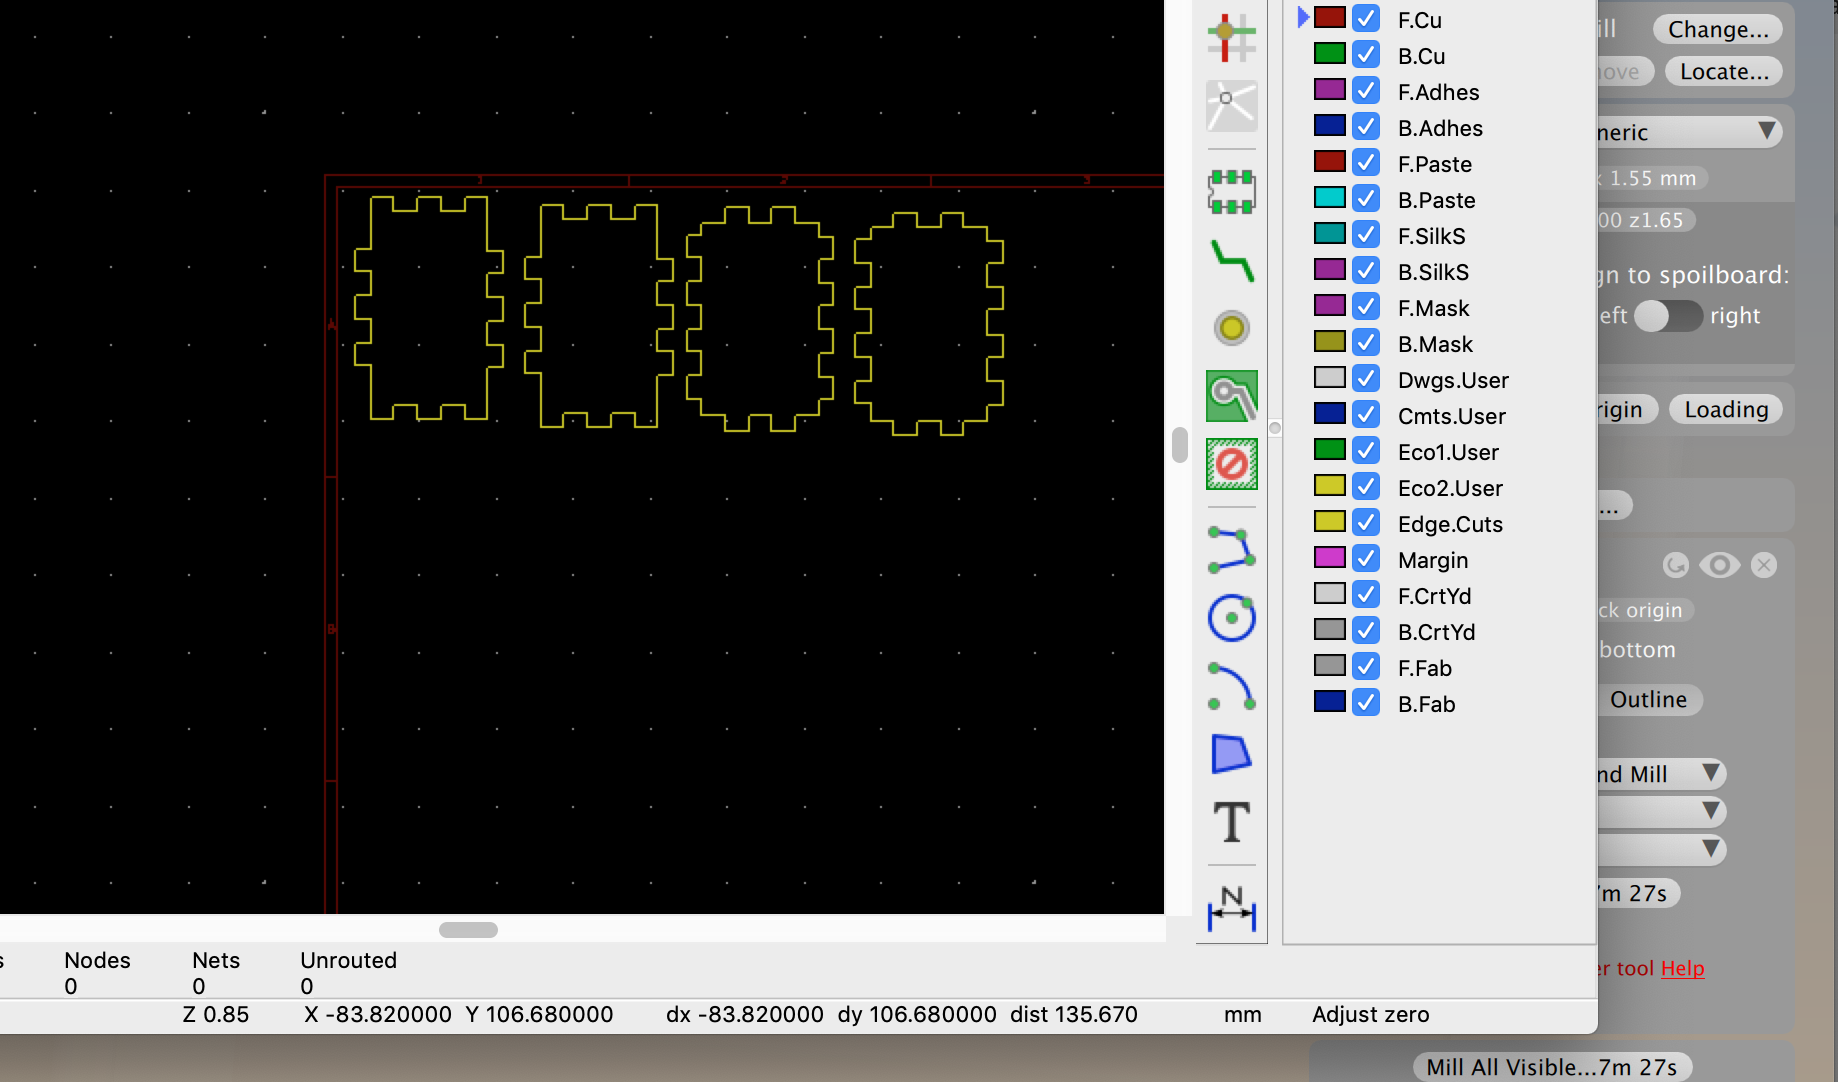 F.Cu
B.Cu
F.Adhes
B.Adhes
F.Paste
B.Paste
F.SilkS
B.SilkS
F.Mask
B.Mask
Dwgs.User
Cmts.User
Eco1.User
Eco2.User
Edge.Cuts
Margin
F.CrtYd
B.CrtYd
F.Fab
B.Fab
ill
Change...
ove
Locate...
neric
x 1.55 mm
00 z1.65
gn to spoilboard:
eft
right
rigin
Loading
...
ck origin
bottom
Outline
nd Mill
7m 27s
er tool Help
Mill All Visible...7m 27s
1
2
3
A
B
T
N
s
Nodes
Nets
Unrouted
0
0
0
Z 0.85
X -83.820000 Y 106.680000
dx -83.820000 dy 106.680000 dist 135.670
mm
Adjust zero